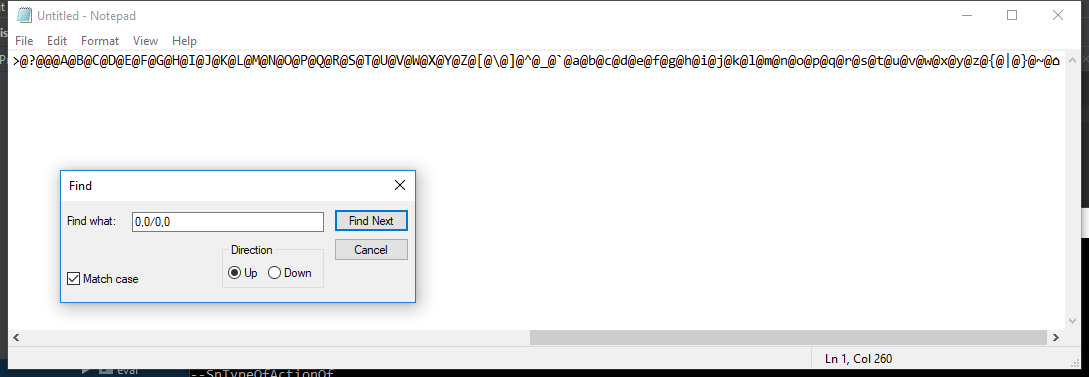 Untitled - Notepad
File Edit Format View Help
>@?@@@A@B@C@D@E@F@G@H@I@J@K@L@M@N@O@P@Q@R@S@T@U@V@W@X@Y@Z@[@\@]@^@_@`@a@b@c@d@e@f@g@h@i@j@k@l@m@n@o@p@q@r@s@t@u@v@w@x@y@z@{@|@}@~@⌂
Find
Find what: 0,0/0,0 Find Next
Direction Cancel
Up Down
Match case
Ln 1, Col 260
eval
--SpTypeOfActionOf